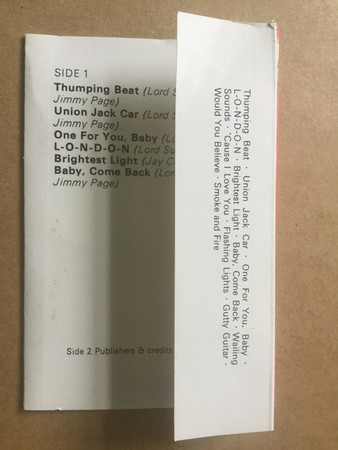 SIDE 1
Thumping Beat (Lord
Jimmy Page)
Union Jack Car (Lord
Jimmy Page)
One For You, Baby
L-O-N-D-O-N (Lord
Brightest Light (Jay
Baby, Come Back
Jimmy Page)
Side 2 Publishers & credits
Thumping Beat · Union Jack Car · One For You, Baby ·
L-O-N-D-O-N · Brightest Light · Baby, Come Back · Wailing
Sounds · 'Cause I Love You · Flashing Lights · Gutty Guitar ·
Would You Believe · Smoke and Fire